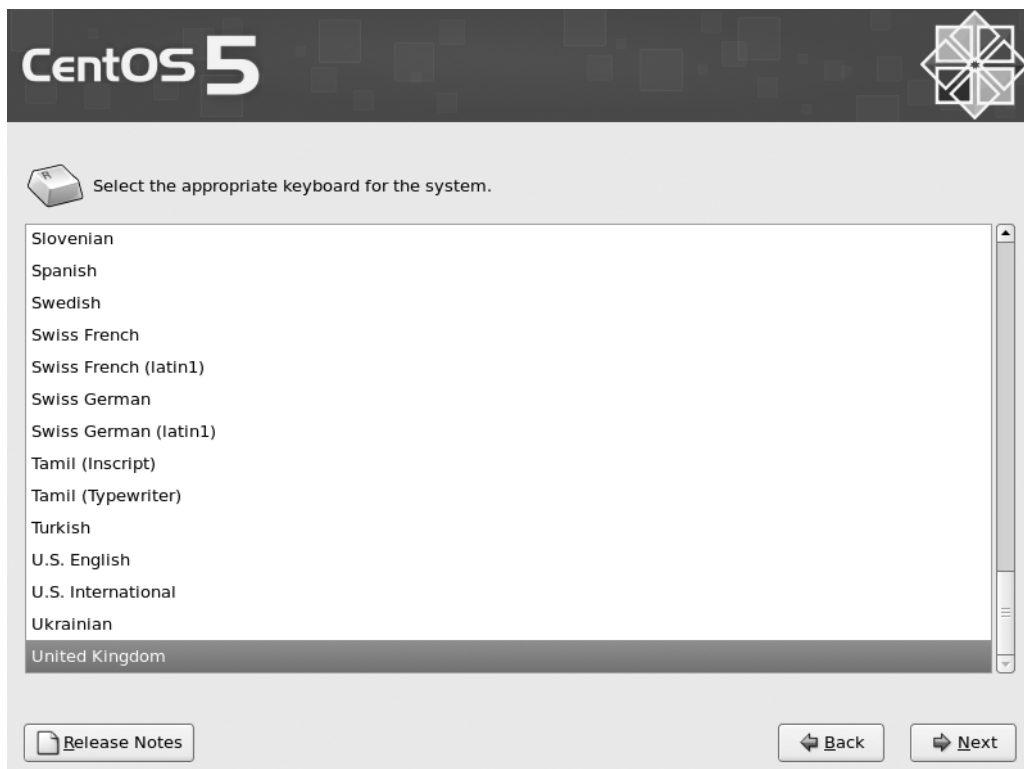 CentOS 5
R
Select the appropriate keyboard for the system.
Slovenian
Spanish
Swedish
Swiss French
Swiss French (latin1)
Swiss German
Swiss German (latin1)
Tamil (Inscript)
Tamil (Typewriter)
Turkish
U.S. English
U.S. International
Ukrainian
United Kingdom
Release Notes
Back
Next